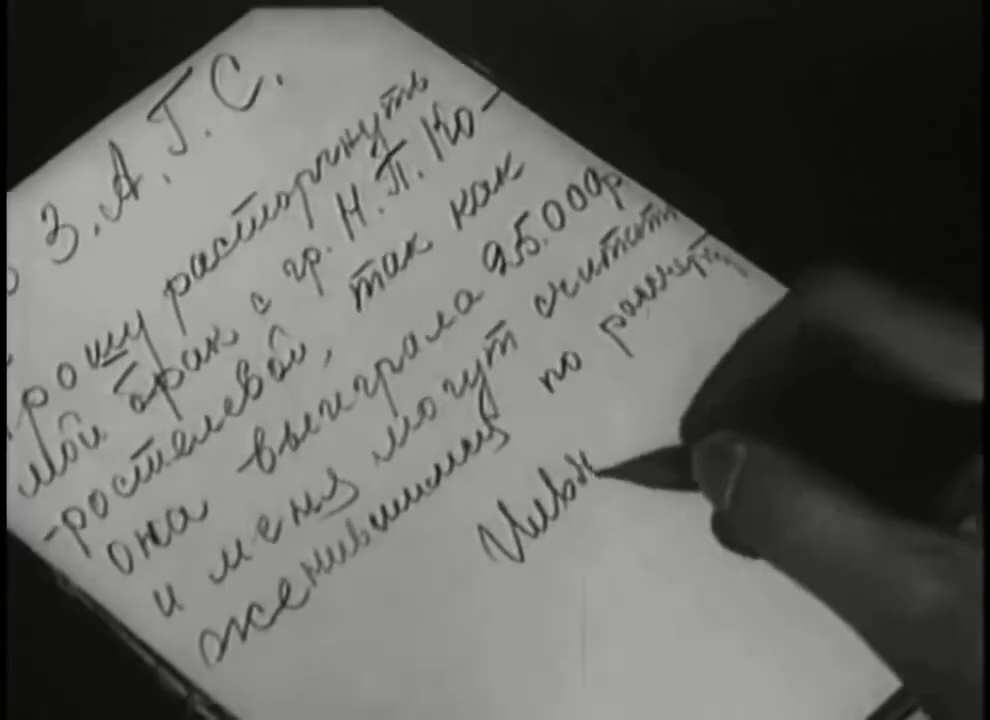 З.А.Г.С.
рошу расторгнуть
мой брак с гр. Н.П. Ко-
-ростелевой, так как
она выиграла 25.000р
и меня могут считать
женившимся по расчету